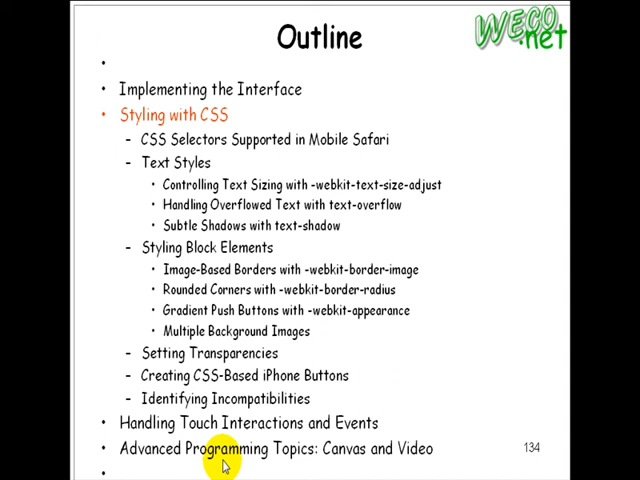 Outline
WECO
.net
• Implementing the Interface
• Styling with CSS
– CSS Selectors Supported in Mobile Safari
– Text Styles
• Controlling Text Sizing with -webkit-text-size-adjust
• Handling Overflowed Text with text-overflow
• Subtle Shadows with text-shadow
– Styling Block Elements
• Image-Based Borders with -webkit-border-image
• Rounded Corners with -webkit-border-radius
• Gradient Push Buttons with -webkit-appearance
• Multiple Background Images
– Setting Transparencies
– Creating CSS-Based iPhone Buttons
– Identifying Incompatibilities
• Handling Touch Interactions and Events
• Advanced Programming Topics: Canvas and Video
134